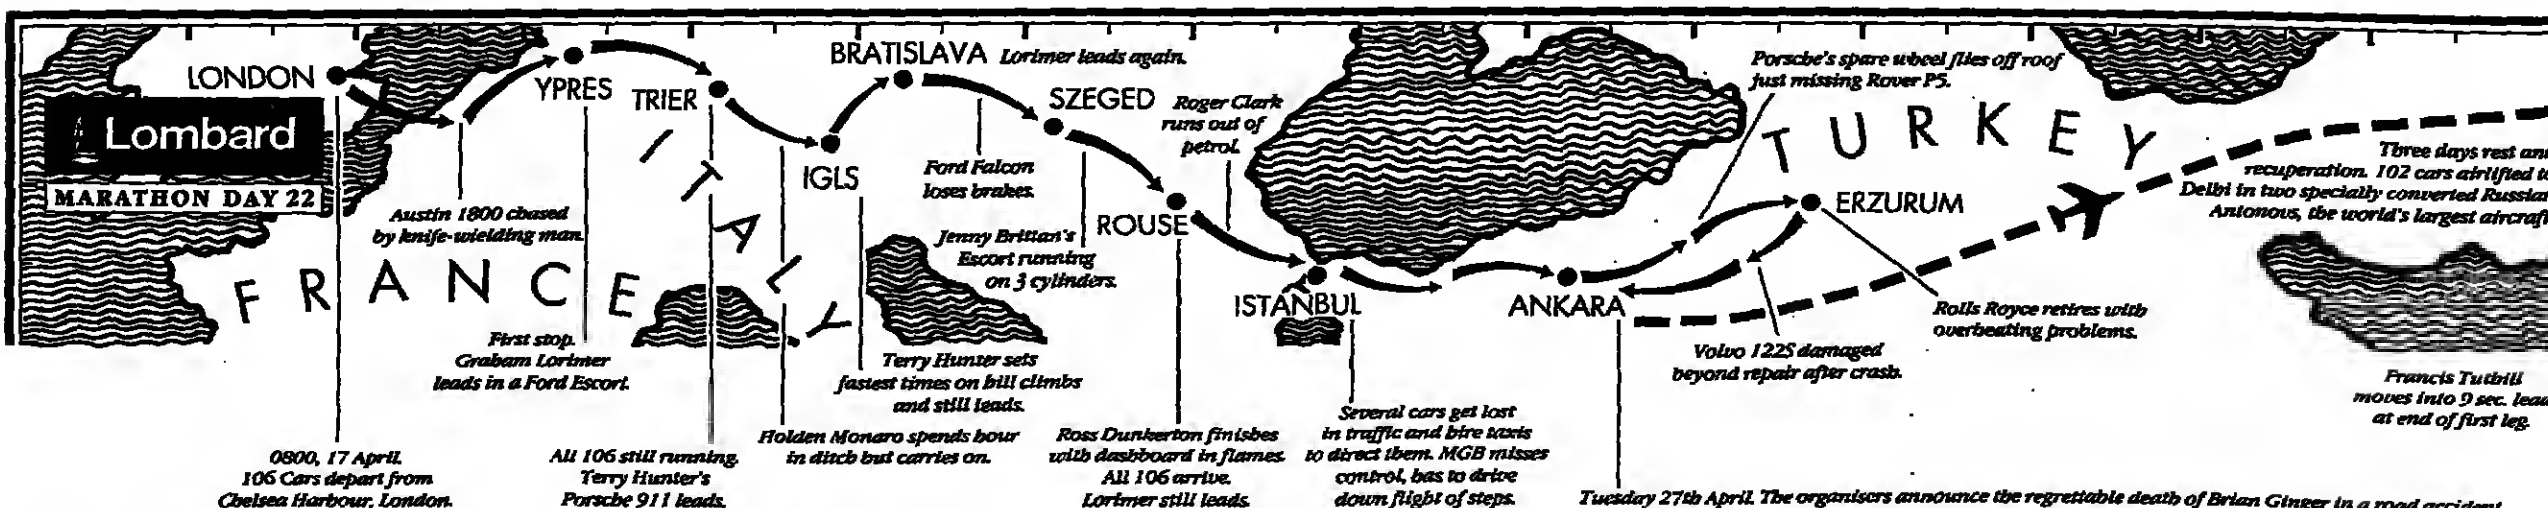 LONDON
Lombard
MARATHON DAY 22
FRANCE
Austin 1800 chased
by knife-wielding man.
YPRES
TRIER
ITALY
IGLS
BRATISLAVA
Lorimer leads again.
SZEGED
Ford Falcon
loses brakes.
Jenny Brittan's
Escort running
on 3 cylinders.
ROUSE
Roger Clark
runs out of
petrol.
ISTANBUL
ANKARA
ERZURUM
TURKEY
Porsche's spare wheel flies off roof
just missing Rover P5.
Three days rest and
recuperation. 102 cars airlifted to
Delhi in two specially converted Russian
Antonovs, the world's largest aircraft.
Rolls Royce retires with
overheating problems.
Volvo 122S damaged
beyond repair after crash.
Francis Tuthill
moves into 9 sec. lead
at end of first leg.
First stop.
Graham Lorimer
leads in a Ford Escort.
Terry Hunter sets
fastest times on hill climbs
and still leads.
0800, 17 April.
106 Cars depart from
Chelsea Harbour, London.
All 106 still running.
Terry Hunter's
Porsche 911 leads.
Holden Monaro spends hour
in ditch but carries on.
Ross Dunkerton finishes
with dashboard in flames.
All 106 arrive.
Lorimer still leads.
Several cars get lost
in traffic and hire taxis
to direct them. MGB misses
control, has to drive
down flight of steps.
Tuesday 27th April. The organisers announce the regrettable death of Brian Ginger in a road accident